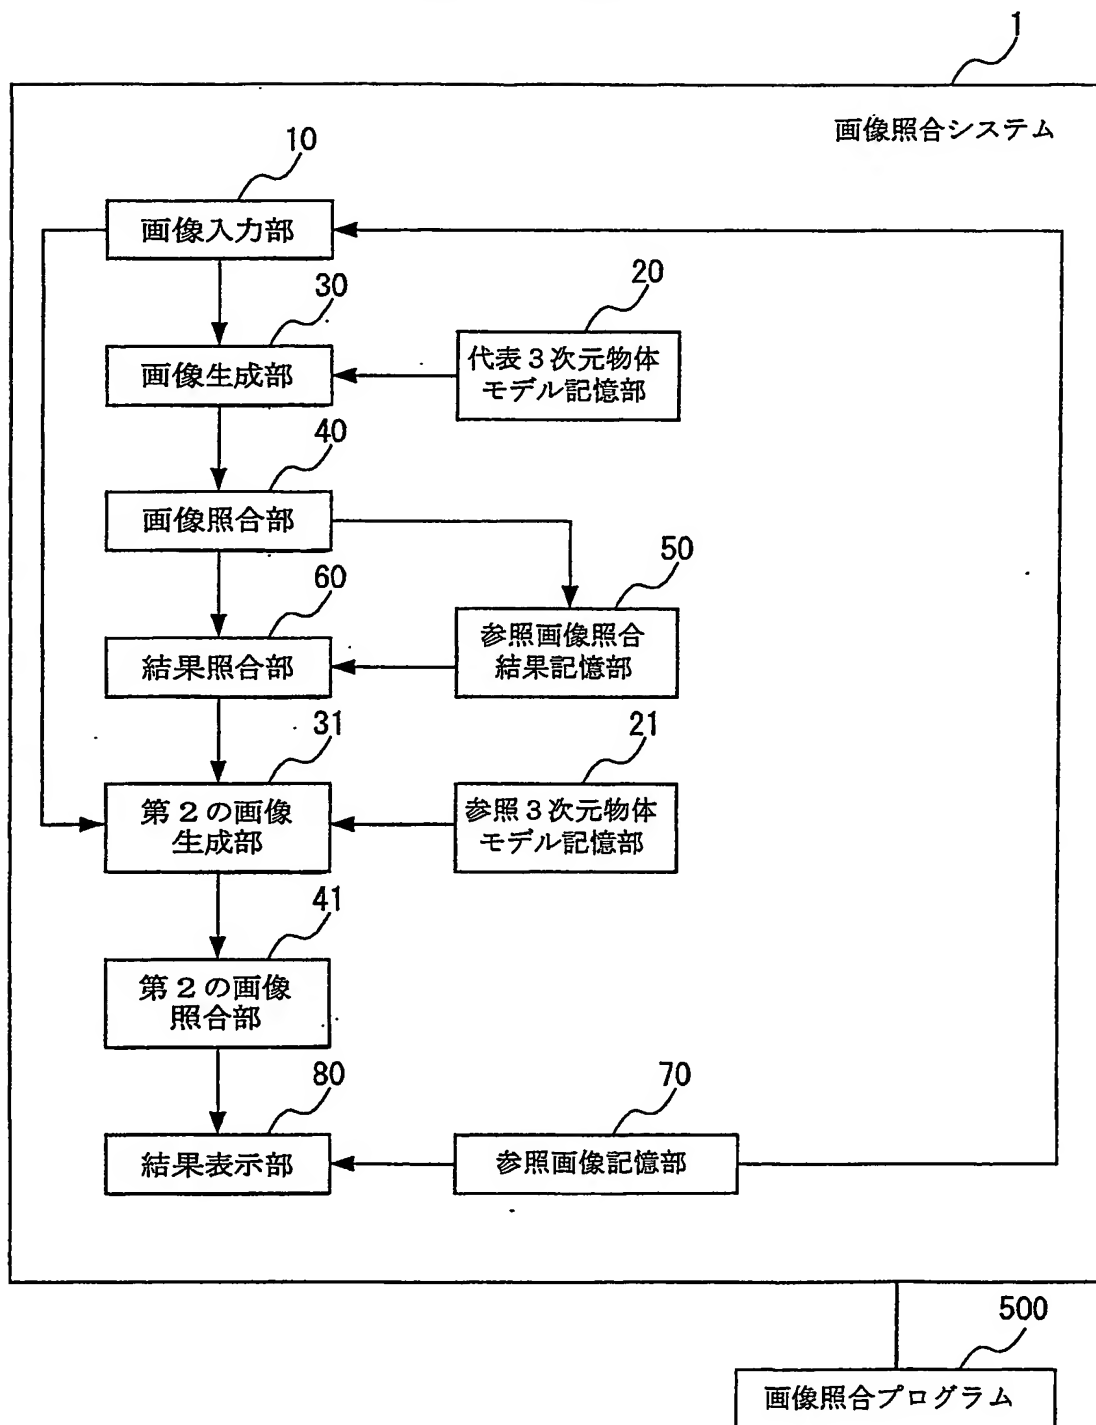 1
画像照合システム
10
画像入力部
30
画像生成部
20
代表３次元物体
モデル記憶部
40
画像照合部
50
参照画像照合
結果記憶部
60
結果照合部
31
第２の画像
生成部
21
参照３次元物体
モデル記憶部
41
第２の画像
照合部
80
結果表示部
70
参照画像記憶部
500
画像照合プログラム